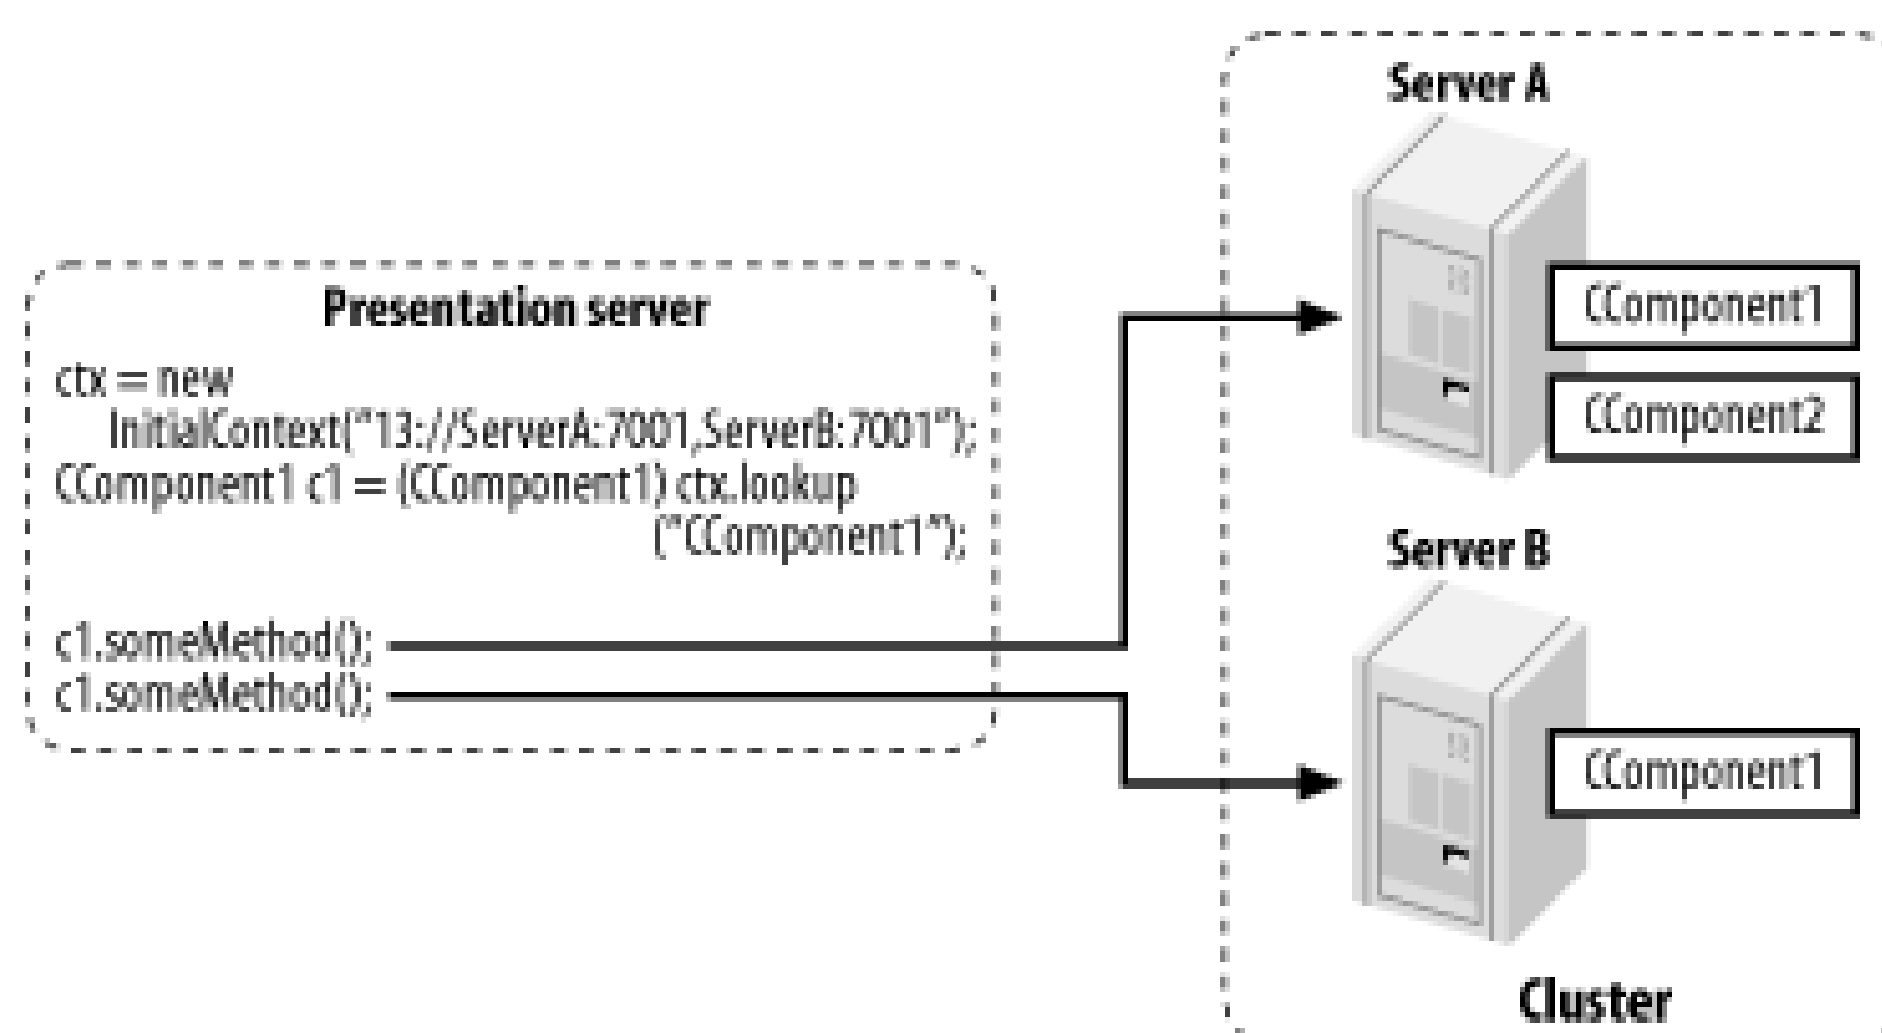 Presentation server
ctx = new
InitialContext("13://ServerA:7001,ServerB:7001");
CComponent1 c1 = (CComponent1) ctx.lookup
("CComponent1");
c1.someMethod();
c1.someMethod();
Server A
CComponent1
CComponent2
Server B
CComponent1
Cluster